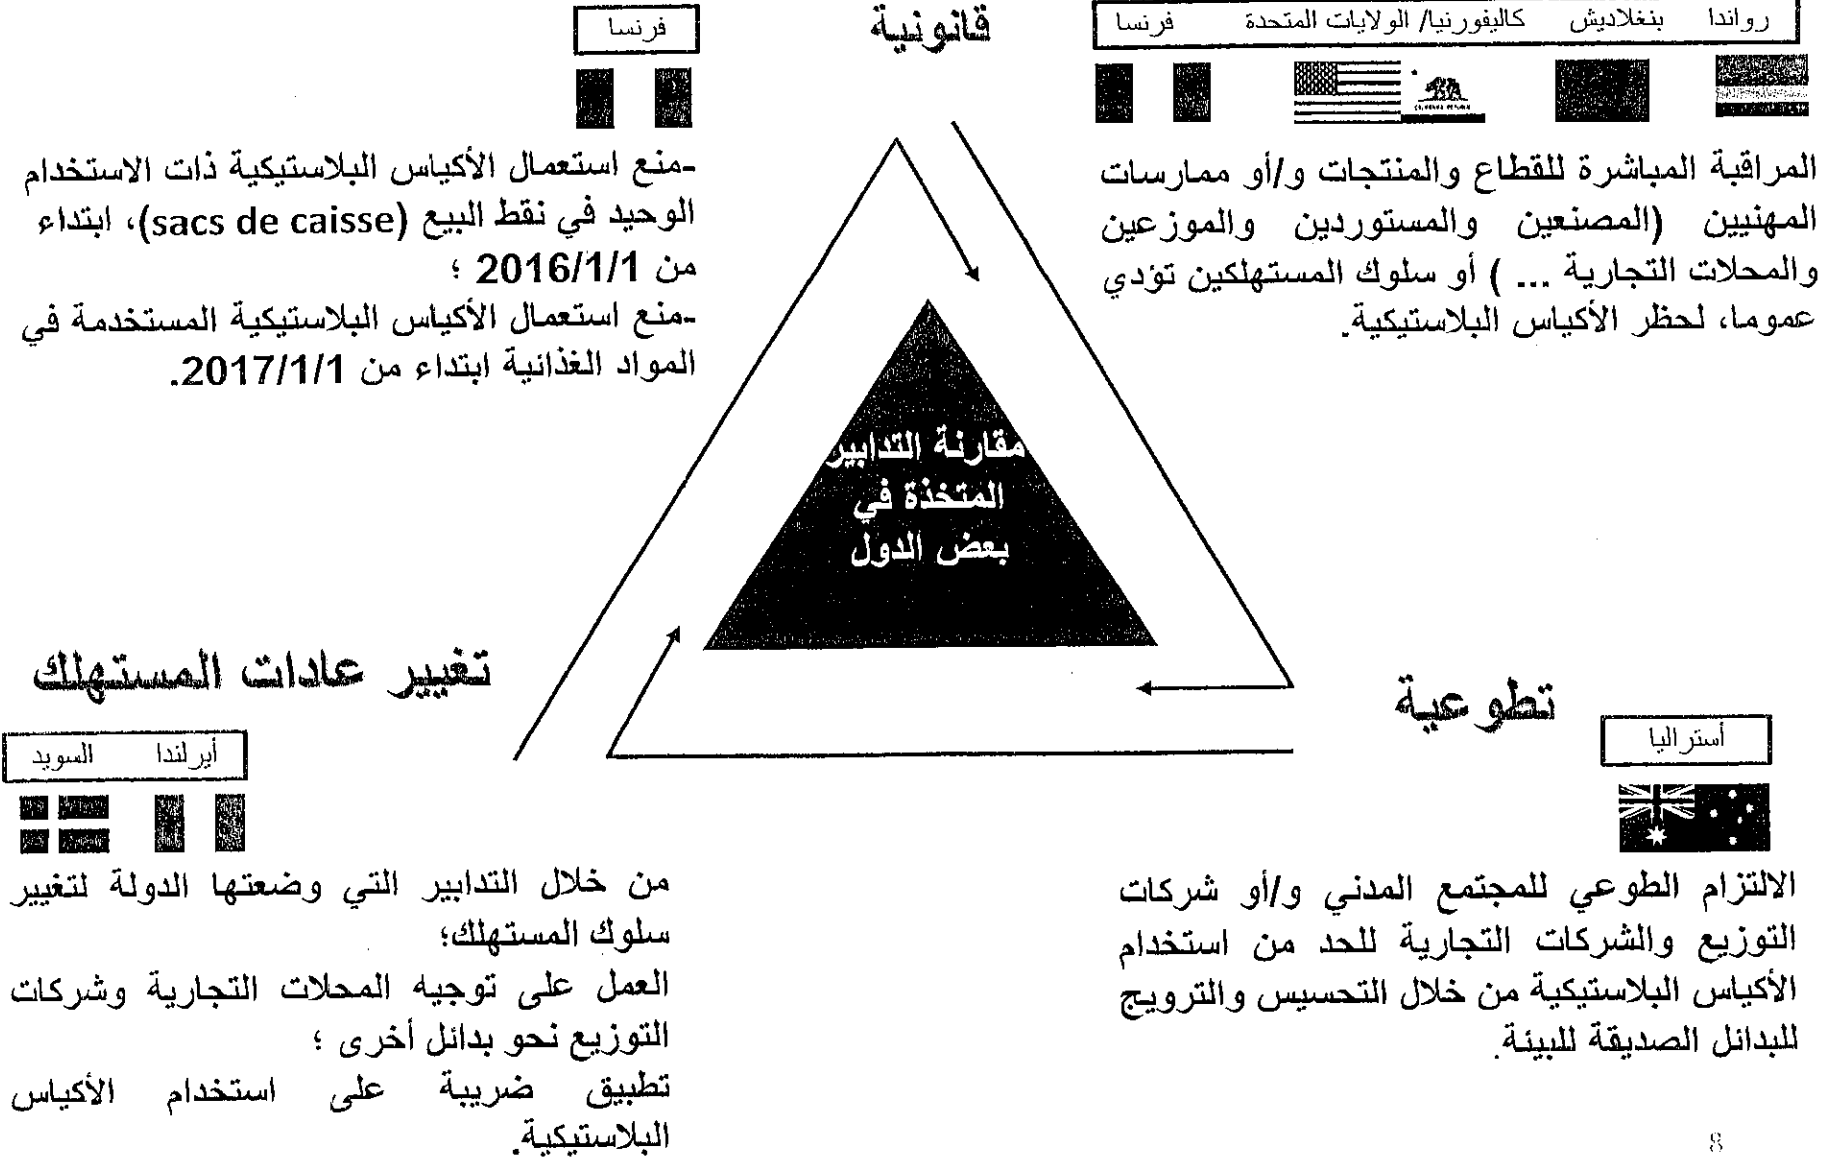 قانونية
رواندا بنغلاديش كاليفورنيا/ الولايات المتحدة فرنسا
المراقبة المباشرة للقطاع والمنتجات و/أو ممارسات
المهنيين (المصنعين والمستوردين والموزعين
والمحلات التجارية ... ) أو سلوك المستهلكين تؤدي
عموما، لحظر الأكياس البلاستيكية.
فرنسا
-منع استعمال الأكياس البلاستيكية ذات الاستخدام
الوحيد في نقط البيع (sacs de caisse)، ابتداء
من 2016/1/1 ؛
-منع استعمال الأكياس البلاستيكية المستخدمة في
المواد الغذائية ابتداء من 2017/1/1.
مقارنة التدابير
المتخذة في
بعض الدول
تطوعية
أستراليا
الالتزام الطوعي للمجتمع المدني و/أو شركات
التوزيع والشركات التجارية للحد من استخدام
الأكياس البلاستيكية من خلال التحسيس والترويج
للبدائل الصديقة للبيئة.
تغيير عادات المستهلك
أيرلندا السويد
من خلال التدابير التي وضعتها الدولة لتغيير
سلوك المستهلك؛
العمل على توجيه المحلات التجارية وشركات
التوزيع نحو بدائل أخرى ؛
تطبيق ضريبة على استخدام الأكياس
البلاستيكية.
8